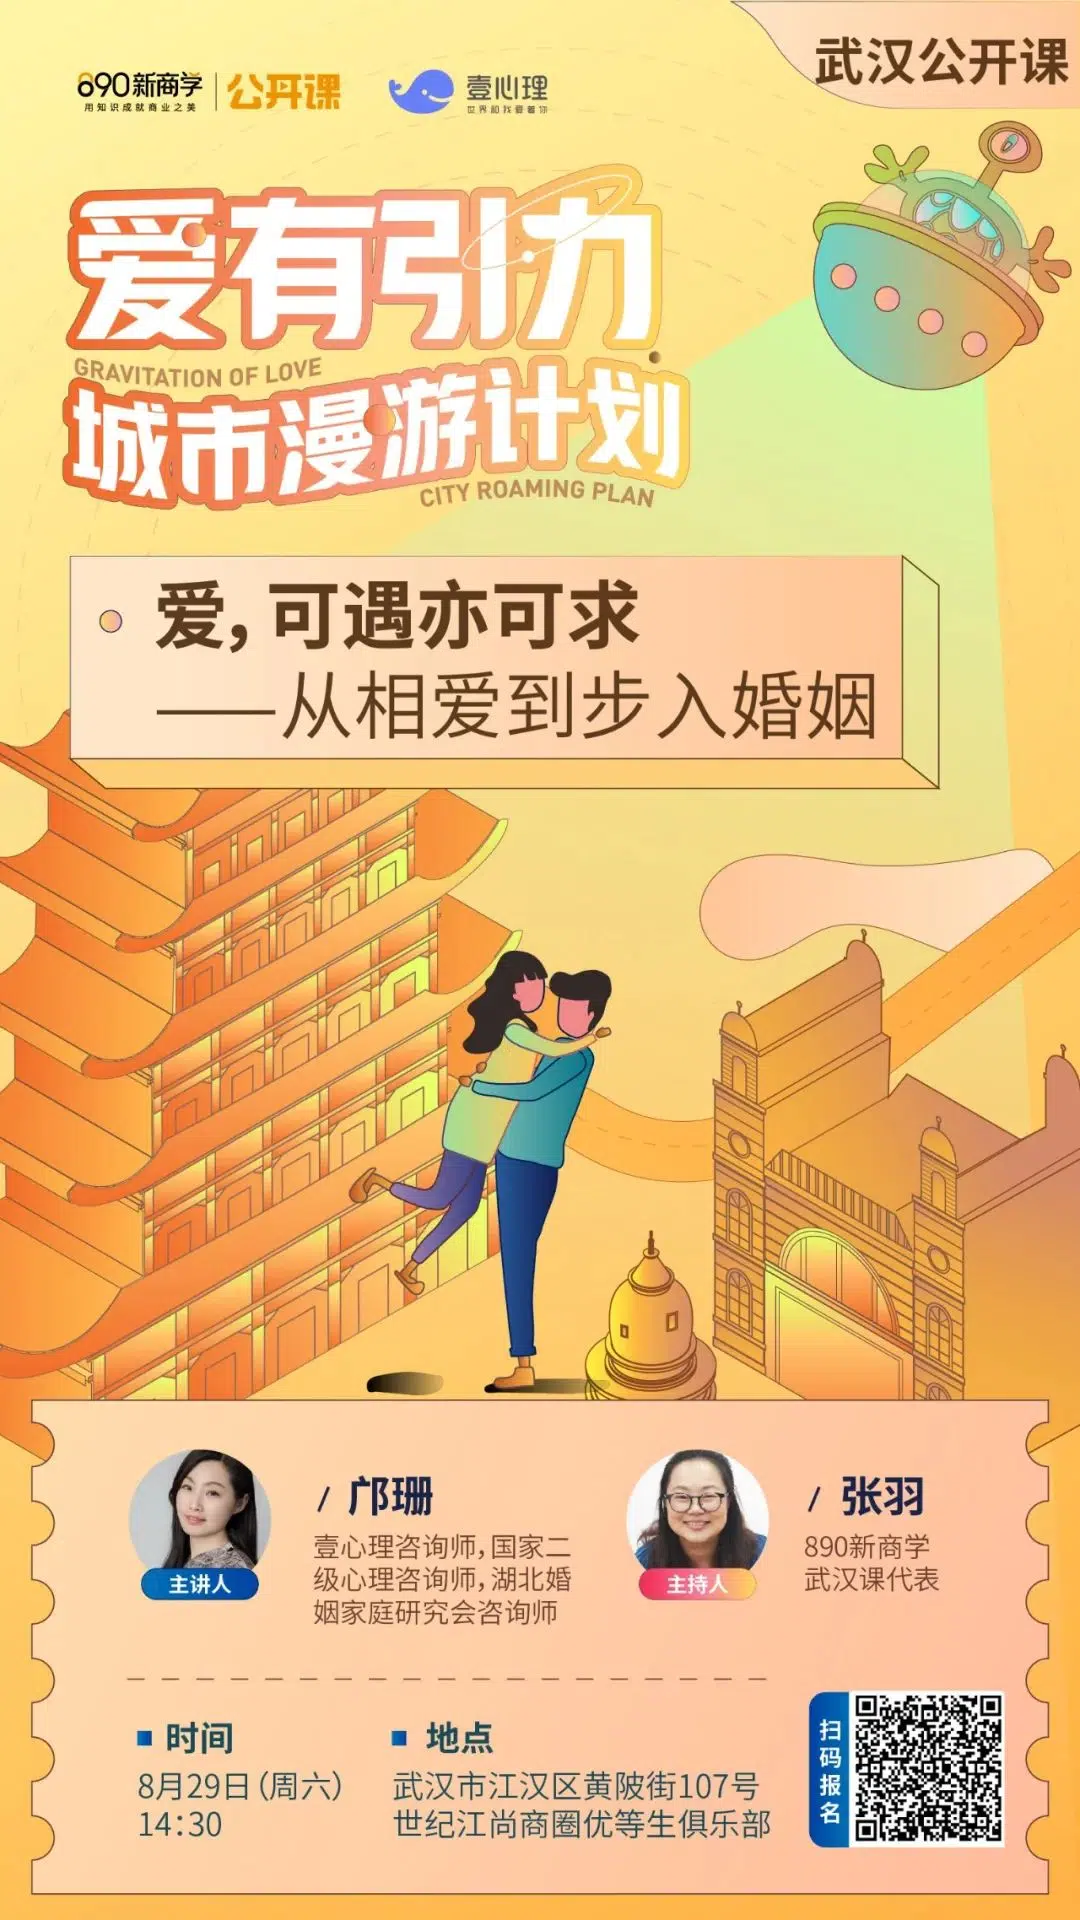 890新商学
用知识成就商业之美
公开课
壹心理
世界和我爱着你
武汉公开课
爱有引力
GRAVITATION OF LOVE
城市漫游计划
CITY ROAMING PLAN
爱,可遇亦可求
——从相爱到步入婚姻
/ 邝珊
壹心理咨询师,国家二
级心理咨询师,湖北婚
姻家庭研究会咨询师
主讲人
/ 张羽
890新商学
武汉课代表
主持人
时间
8月29日(周六)
14:30
地点
武汉市江汉区黄陂街107号
世纪江尚商圈优等生俱乐部
扫码报名